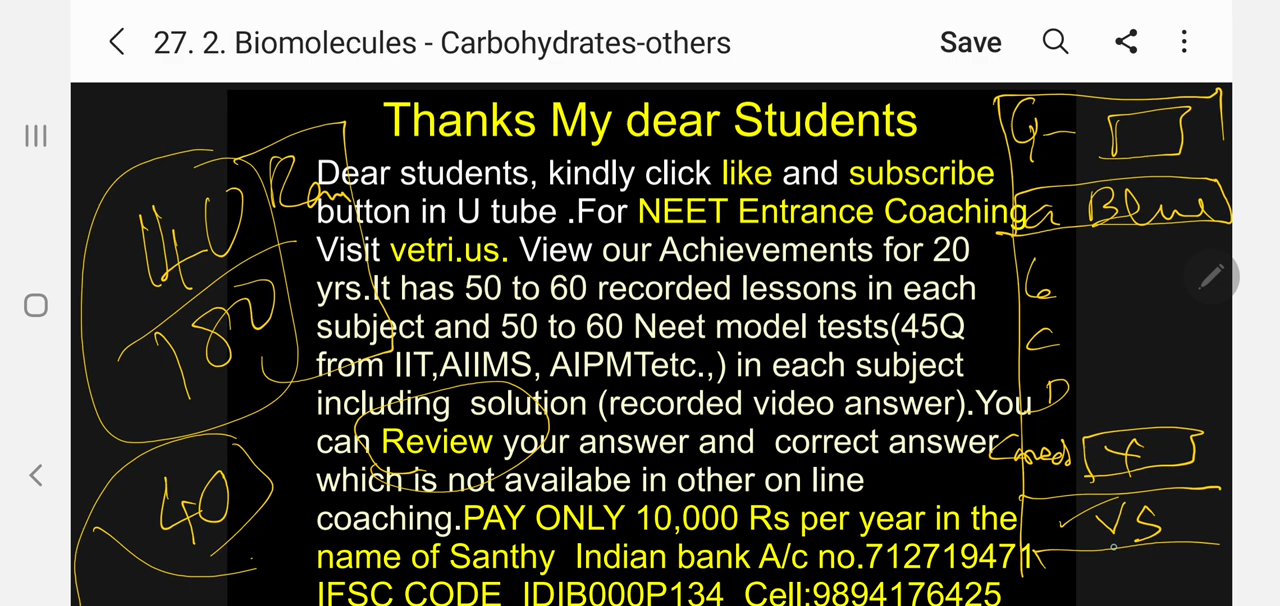 27. 2. Biomolecules - Carbohydrates-others Save
Thanks My dear Students
Dear students, kindly click like and subscribe
button in U tube .For NEET Entrance Coaching
Visit vetri.us. View our Achievements for 20
yrs.It has 50 to 60 recorded lessons in each
subject and 50 to 60 Neet model tests(45Q
from IIT,AIIMS, AIPMTetc.,) in each subject
including solution (recorded video answer).You
can Review your answer and correct answer
which is not availabe in other on line
coaching.PAY ONLY 10,000 Rs per year in the
name of Santhy Indian bank A/c no.712719471
IFSC CODE IDIB000P134 Cell:9894176425
Ram
40
Q-
Blue
C
D
VS